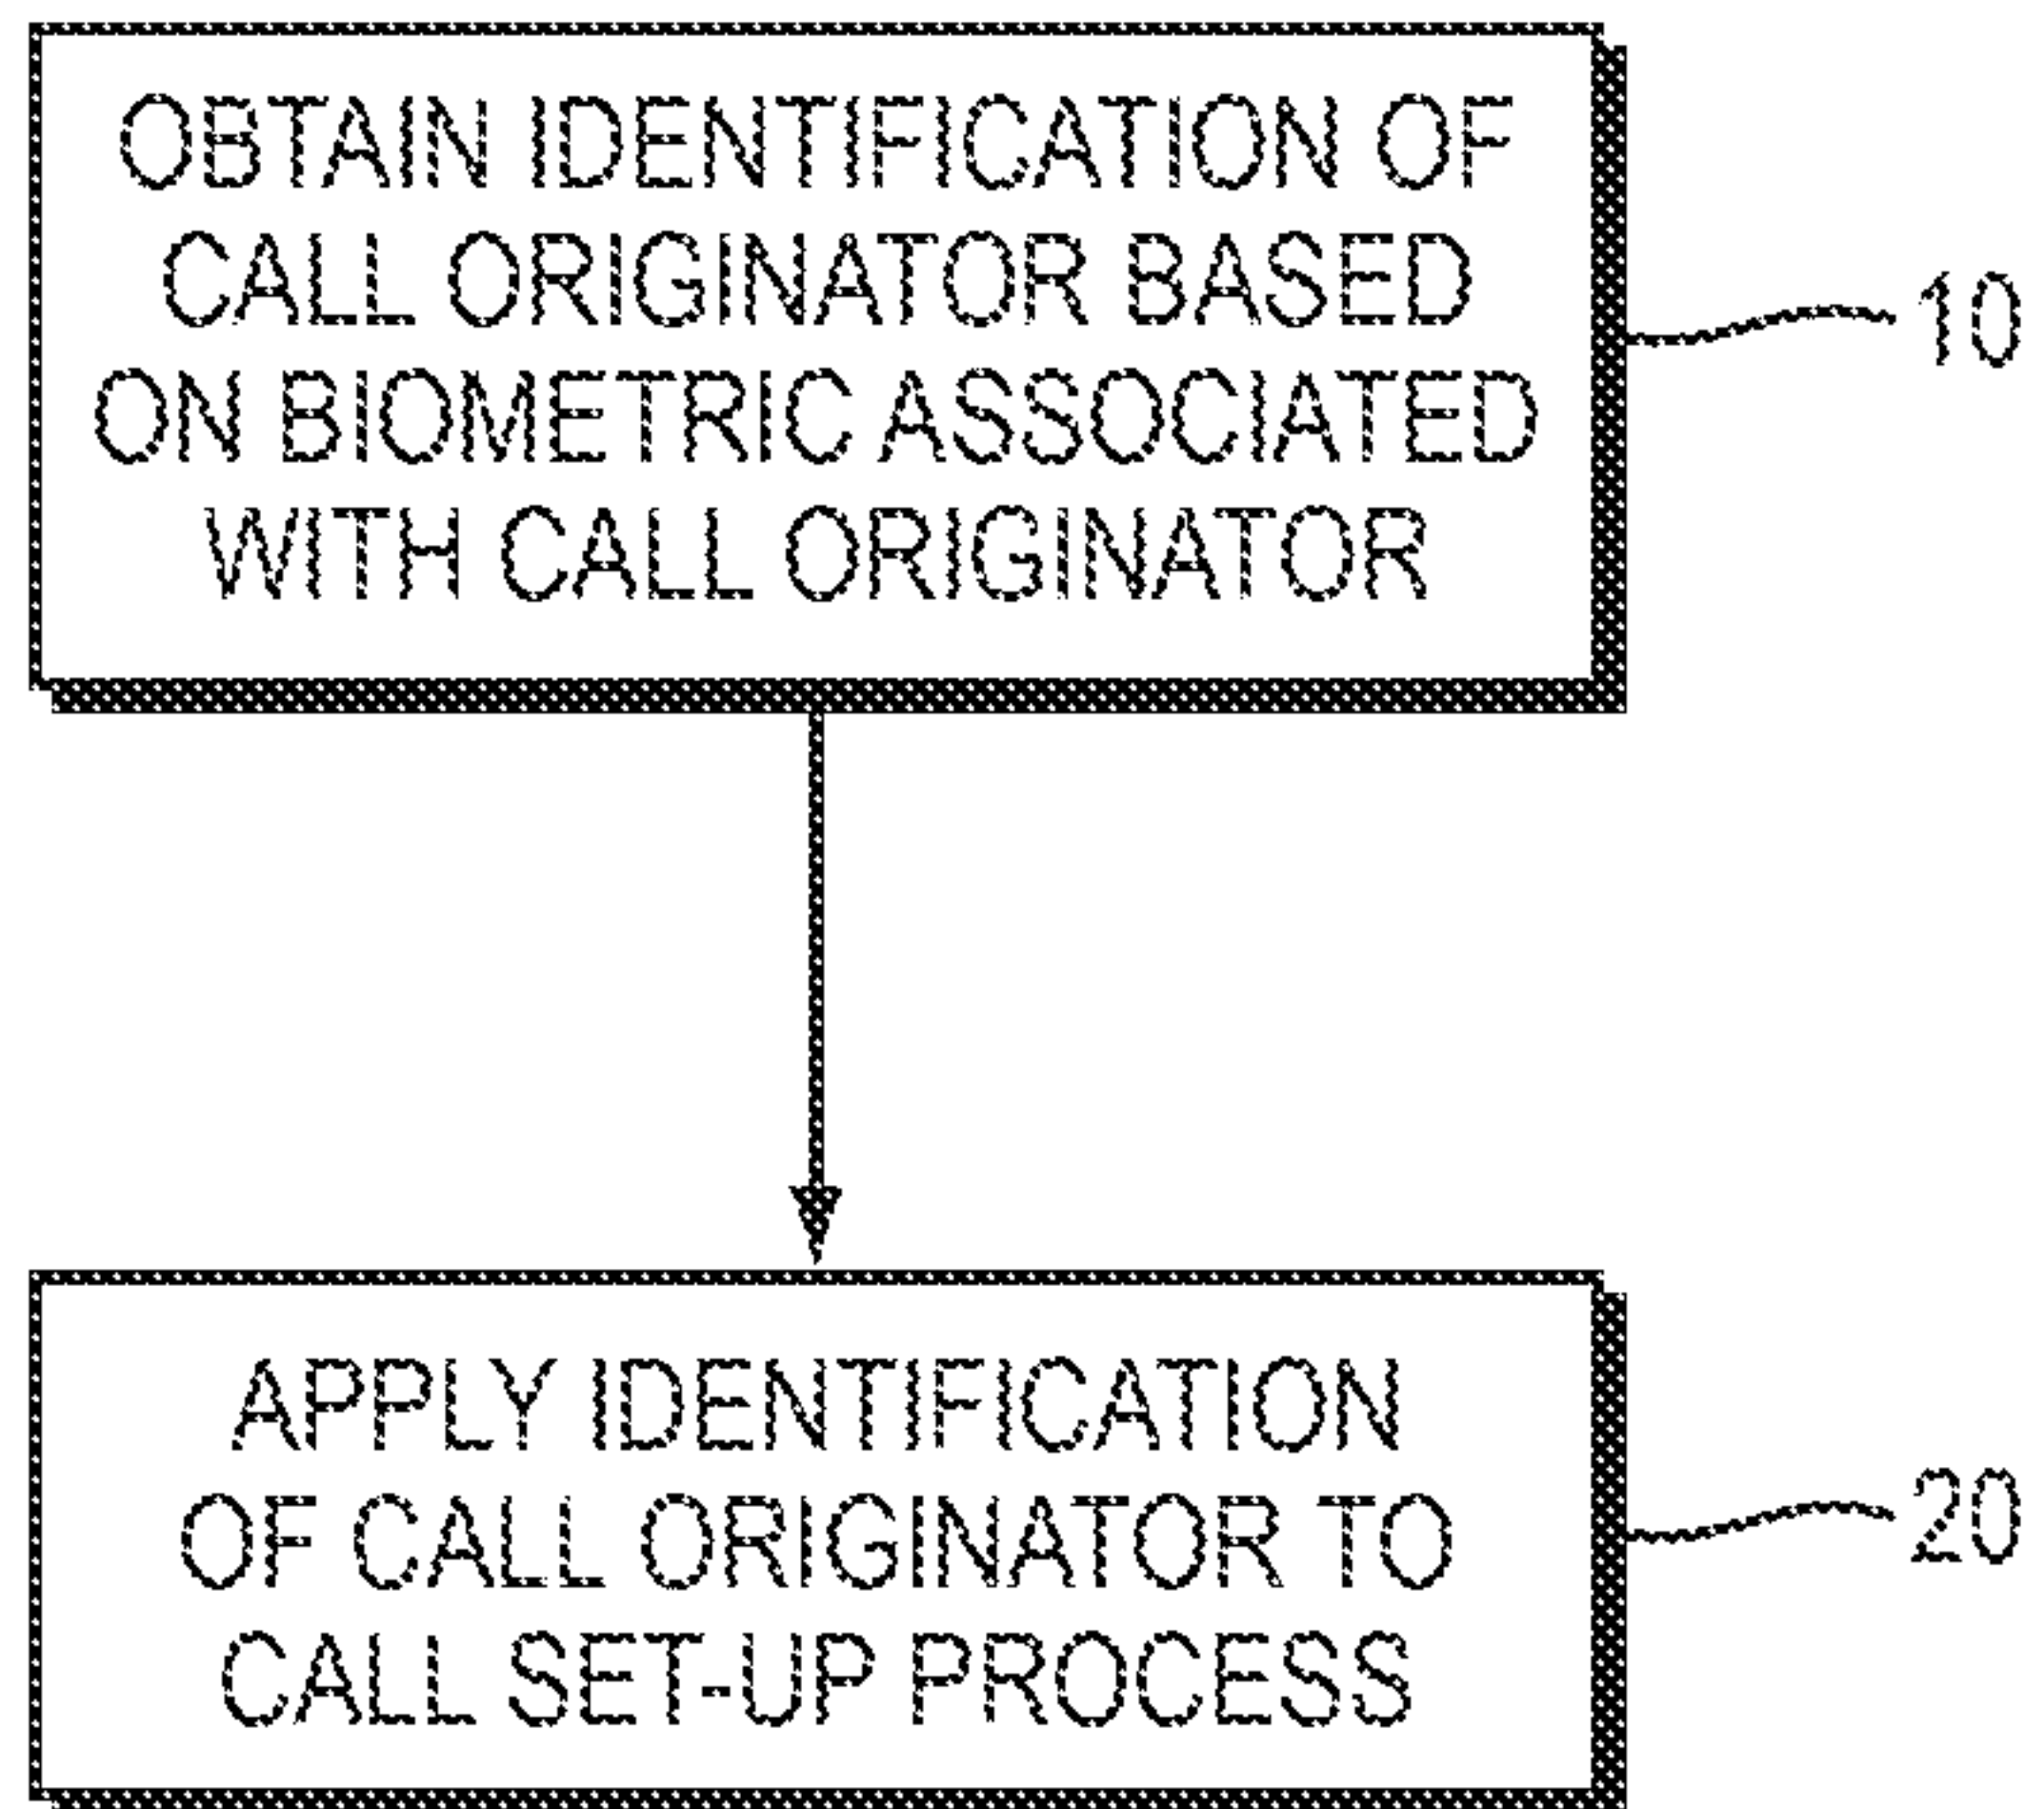 OBTAIN IDENTIFICATION OF
CALL ORIGINATOR BASED
ON BIOMETRIC ASSOCIATED
WITH CALL ORIGINATOR
10
APPLY IDENTIFICATION
OF CALL ORIGINATOR TO
CALL SET-UP PROCESS
20